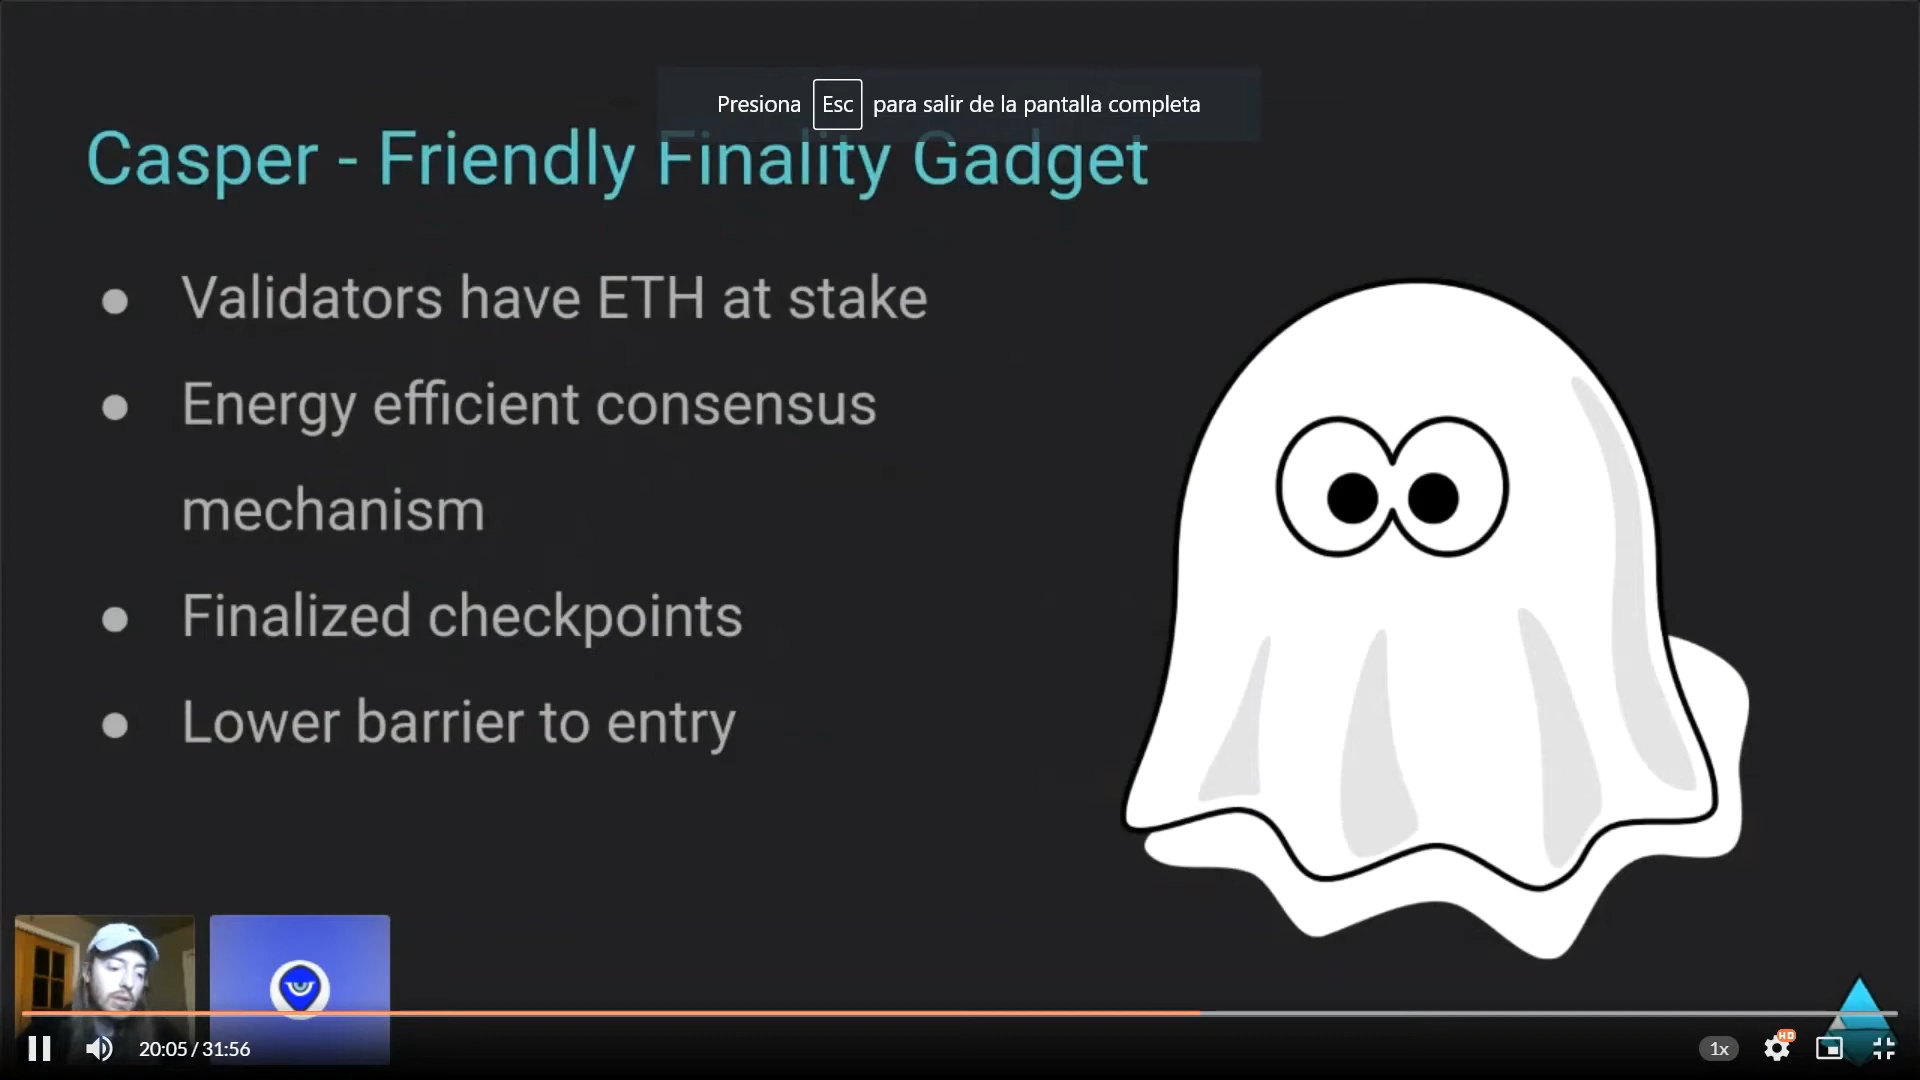 Presiona Esc para salir de la pantalla completa
Casper - Friendly Finality Gadget
● Validators have ETH at stake
● Energy efficient consensus
mechanism
● Finalized checkpoints
● Lower barrier to entry
20:05 / 31:56
1x
HD